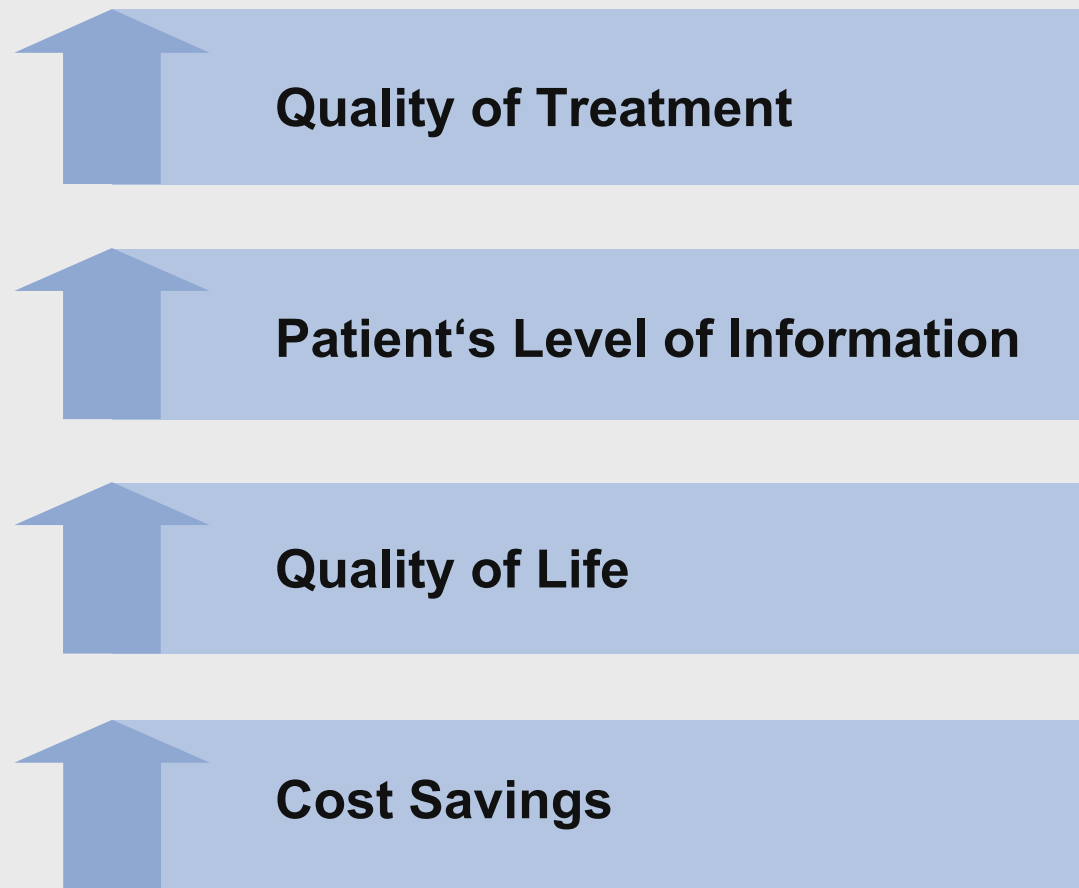 Quality of Treatment
Patient‘s Level of Information
Quality of Life
Cost Savings